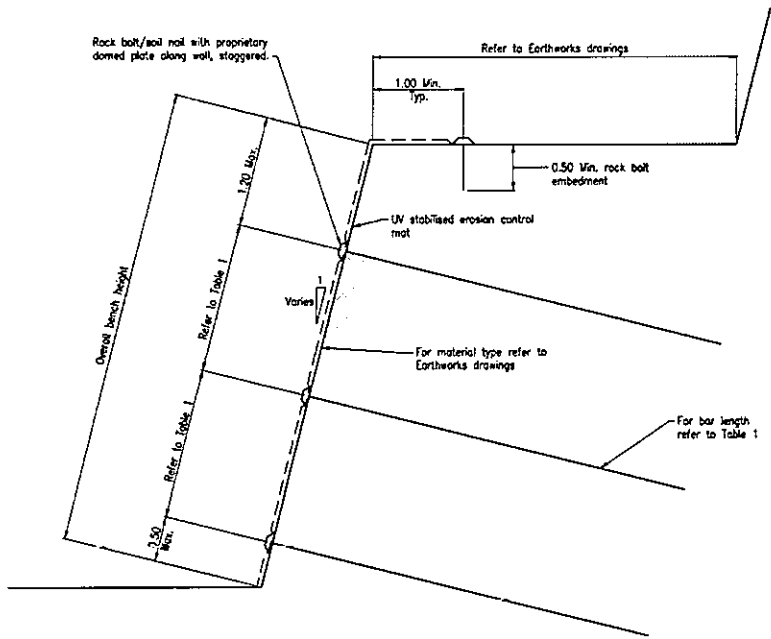 Rock bolt/soil nail with proprietary
domed plate along wall, staggered.
Refer to Earthworks drawings
1.00 Min.
Typ.
0.50 Min. rock bolt
embedment
1.20 Max.
UV stabilised erosion control
mat
Overall bench height
Refer to Table 1
1
Varies
For material type refer to
Earthworks drawings
Refer to Table 1
For bar length
refer to Table 1
0.50
Max.